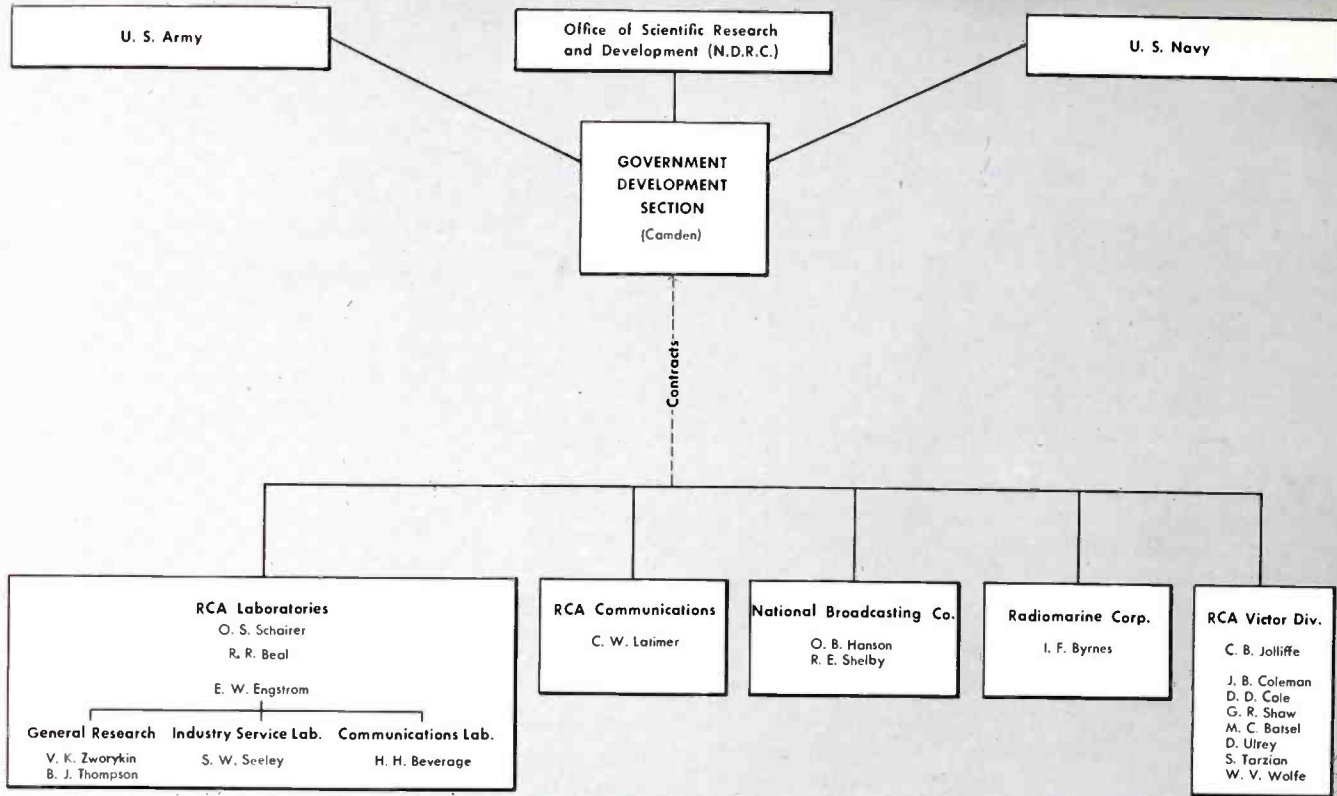 U. S. Army
Office of Scientific Research
and Development (N.D.R.C.)
U. S. Navy
GOVERNMENT
DEVELOPMENT
SECTION
(Camden)
Contracts
RCA Laboratories
O. S. Schairer
R. R. Beal
E. W. Engstrom
General Research
V. K. Zworykin
B. J. Thompson
Industry Service Lab.
S. W. Seeley
Communications Lab.
H. H. Beverage
RCA Communications
C. W. Latimer
National Broadcasting Co.
O. B. Hanson
R. E. Shelby
Radiomarine Corp.
I. F. Byrnes
RCA Victor Div.
C. B. Jolliffe
J. B. Coleman
D. D. Cole
G. R. Shaw
M. C. Batsel
D. Ulrey
S. Tarzian
W. V. Wolfe